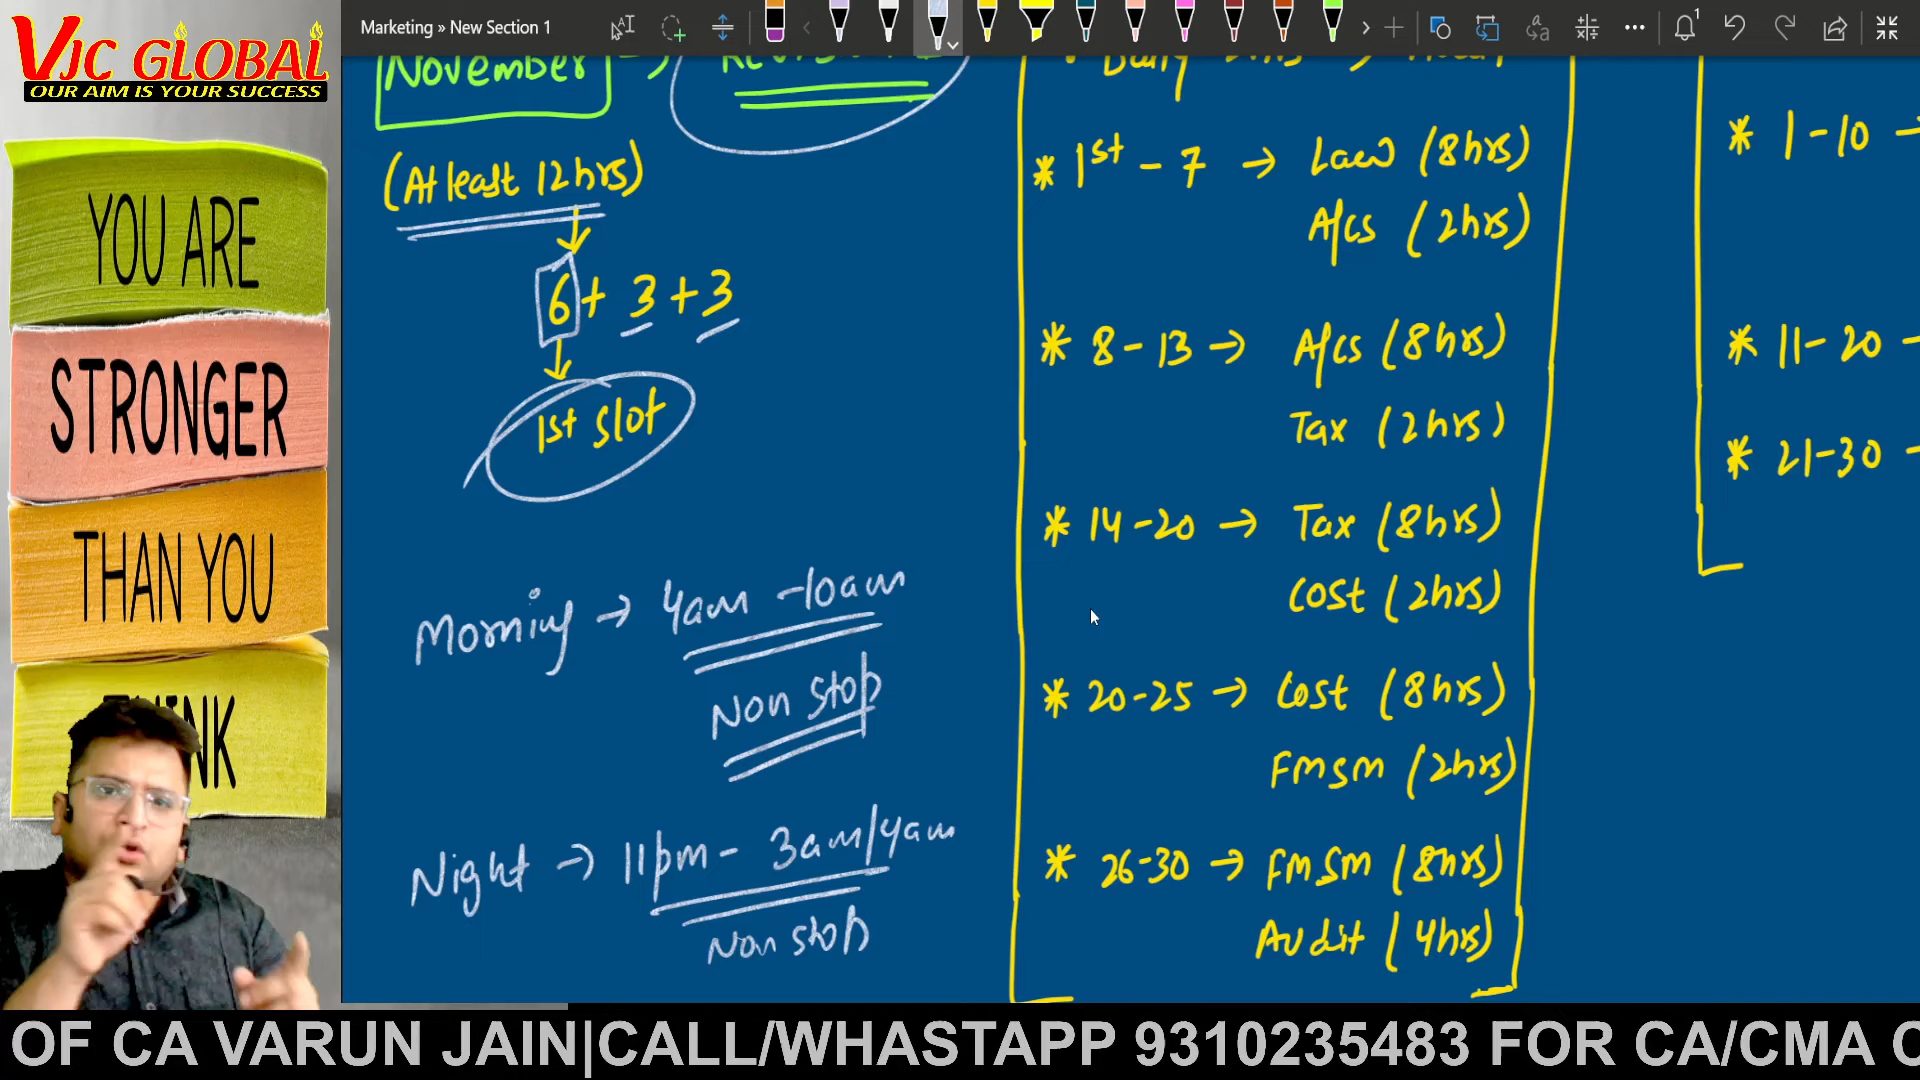 VJC GLOBAL
OUR AIM IS YOUR SUCCESS
YOU ARE
STRONGER
THAN YOU
Marketing » New Section 1
November →
(Atleast 12hrs)
6 + 3 + 3
1st slot
Morning → 4am - 10am
Non Stop
Night → 11pm - 3am/4am
Non stop
* 1st - 7 → Law (8hrs)
A/cs (2hrs)
* 8 - 13 → A/cs (8hrs)
Tax (2hrs)
* 14 - 20 → Tax (8hrs)
Cost (2hrs)
* 20 - 25 → Cost (8hrs)
FMSM (2hrs)
* 26-30 → FMSM (8hrs)
Audit (4hrs)
* 1 - 10 →
* 11 - 20 -
* 21-30 -
OF CA VARUN JAIN|CALL/WHASTAPP 9310235483 FOR CA/CMA